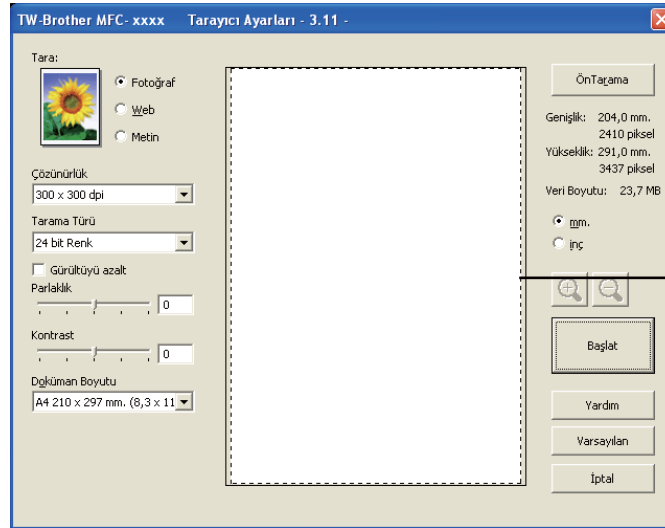 TW-Brother MFC- xxxx Tarayıcı Ayarları - 3.11 -
Tara:
Fotoğraf
Web
Metin
Çözünürlük
300 x 300 dpi
Tarama Türü
24 bit Renk
Gürültüyü azalt
Parlaklık
0
Kontrast
0
Doküman Boyutu
A4 210 x 297 mm. (8,3 x 11
ÖnTarama
Genişlik: 204,0 mm.
2410 piksel
Yükseklik: 291,0 mm.
3437 piksel
Veri Boyutu: 23,7 MB
mm.
inç
Başlat
Yardım
Varsayılan
İptal